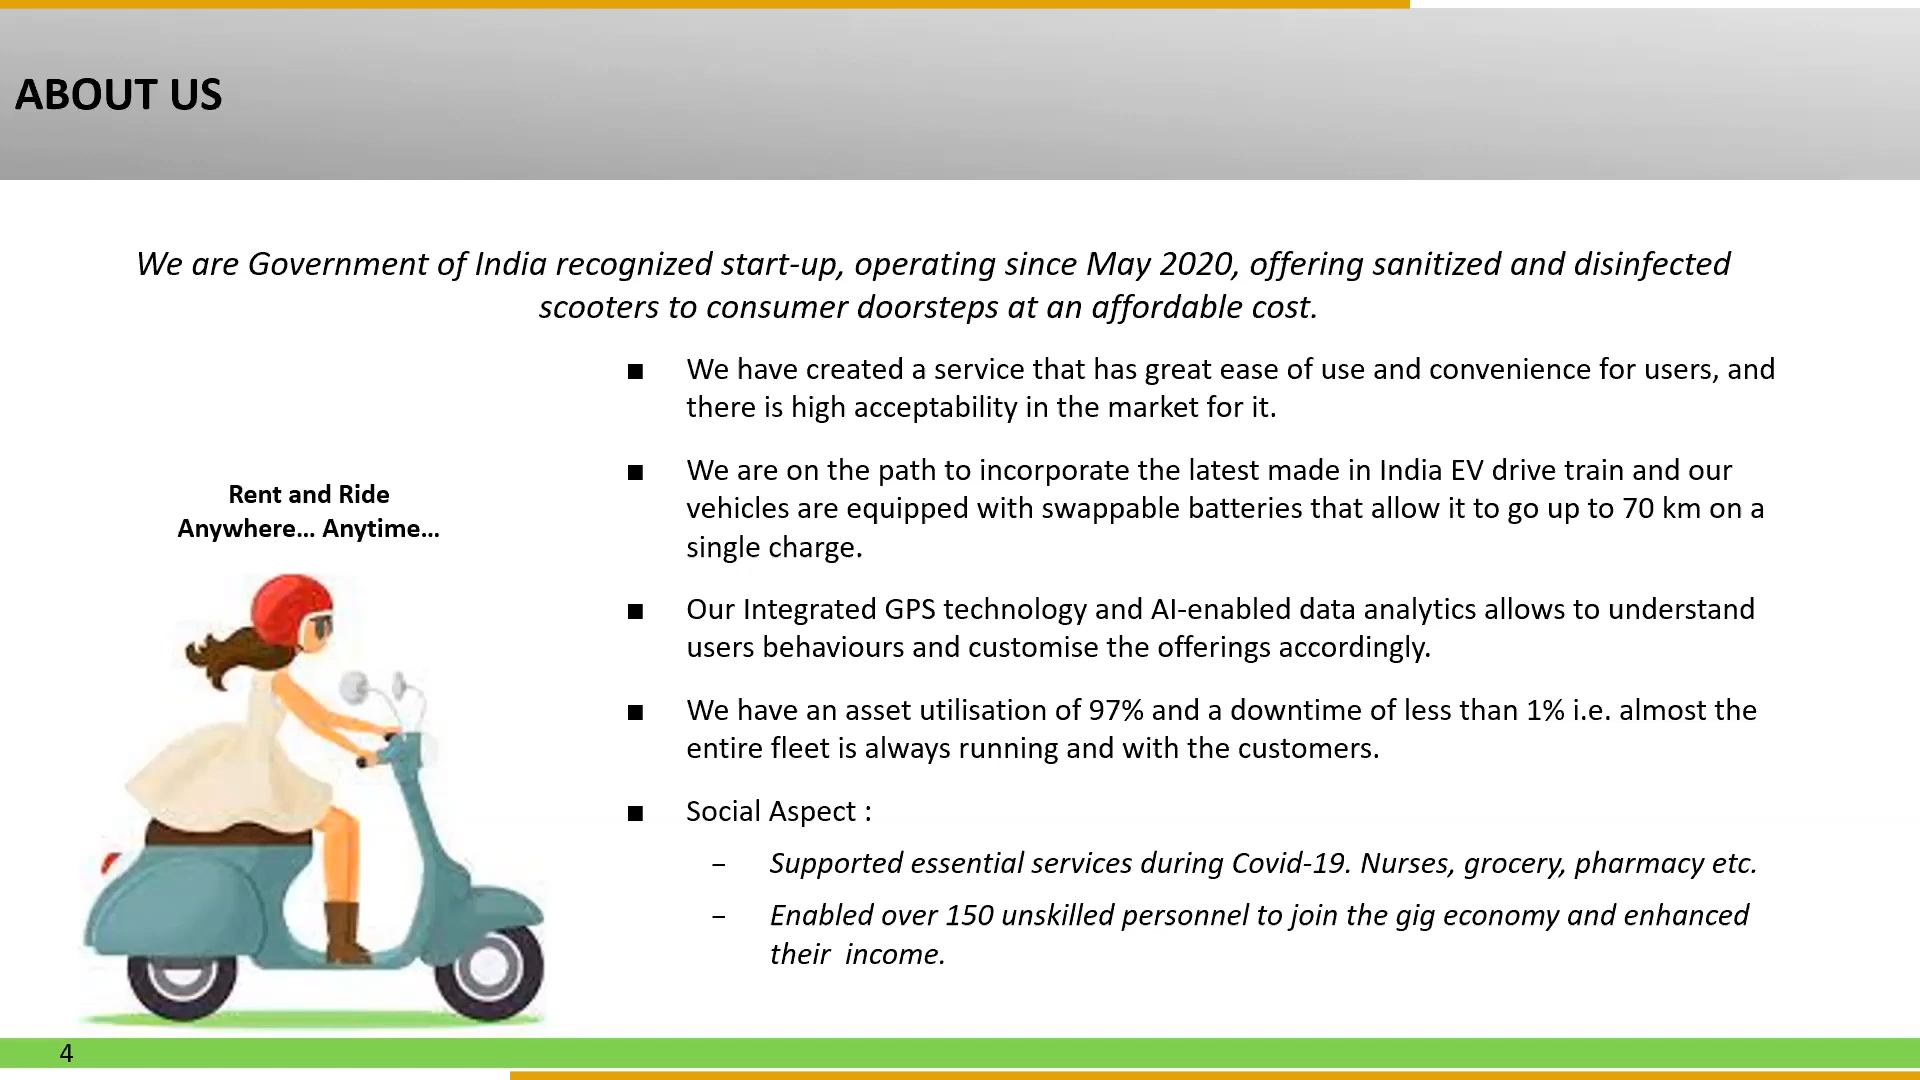 ABOUT US
We are Government of India recognized start-up, operating since May 2020, offering sanitized and disinfected
scooters to consumer doorsteps at an affordable cost.
Rent and Ride
Anywhere... Anytime...
■ We have created a service that has great ease of use and convenience for users, and
there is high acceptability in the market for it.
■ We are on the path to incorporate the latest made in India EV drive train and our
vehicles are equipped with swappable batteries that allow it to go up to 70 km on a
single charge.
■ Our Integrated GPS technology and AI-enabled data analytics allows to understand
users behaviours and customise the offerings accordingly.
■ We have an asset utilisation of 97% and a downtime of less than 1% i.e. almost the
entire fleet is always running and with the customers.
■ Social Aspect :
– Supported essential services during Covid-19. Nurses, grocery, pharmacy etc.
– Enabled over 150 unskilled personnel to join the gig economy and enhanced
their income.
4